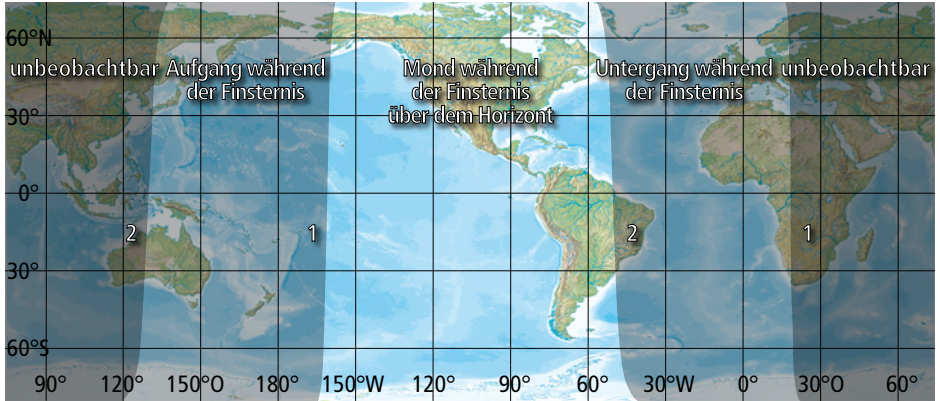 60°N
unbeobachtbar
Aufgang während
der Finsternis
Mond während
der Finsternis
über dem Horizont
Untergang während
der Finsternis
unbeobachtbar
30°
0°
2
1
2
1
30°
60°S
90°
120°
150°O
180°
150°W
120°
90°
60°
30°W
0°
30°O
60°